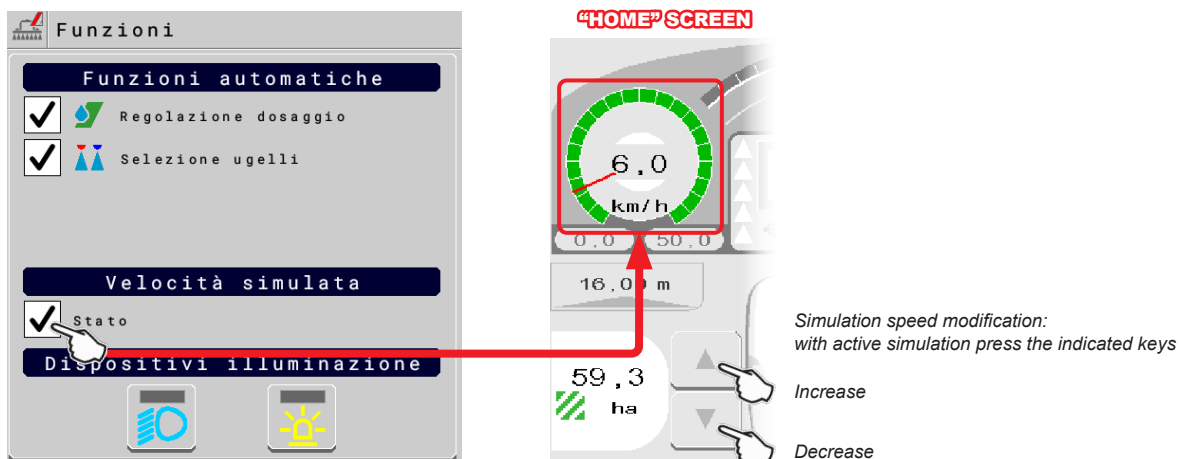 Funzioni
Funzioni automatiche
Regolazione dosaggio
Selezione ugelli
Velocità simulata
Stato
Dispositivi illuminazione
“HOME” SCREEN
6,0
km/h
0,0 50,0
16,00 m
59,3
ha
Simulation speed modification:
with active simulation press the indicated keys
Increase
Decrease